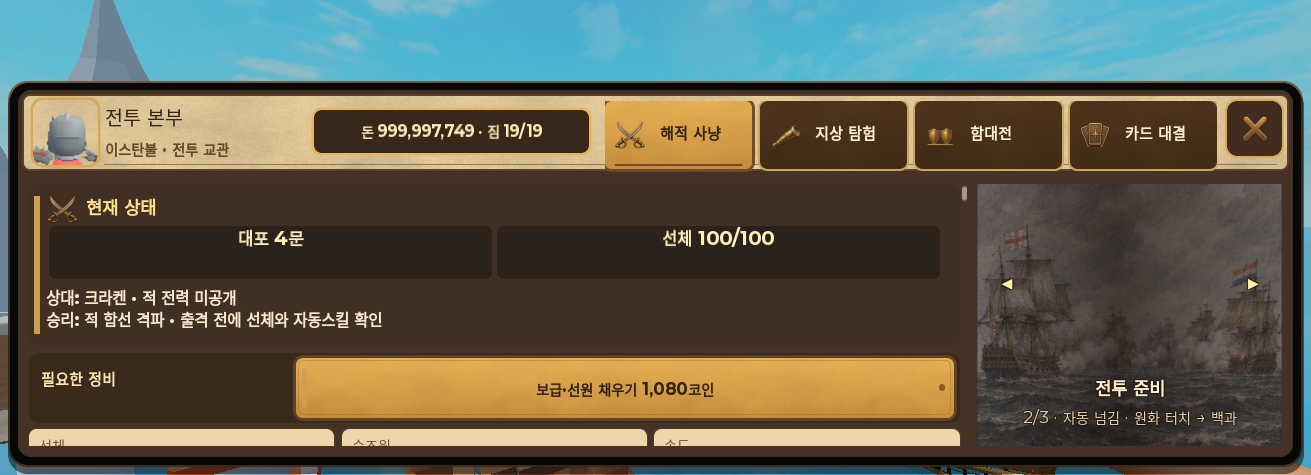 전투 본부
이스탄불 • 전투 교관
돈 999,997,749 · 짐 19/19
해적 사냥
지상 탐험
함대전
카드 대결
현재 상태
대포 4문
선체 100/100
상대: 크라켄 • 적 전력 미공개
승리: 적 함선 격파 • 출격 전에 선체와 자동스킬 확인
필요한 정비
보급·선원 채우기 1,080코인
전투 준비
2/3 · 자동 넘김 · 원화 터치 → 백과
선체
속도